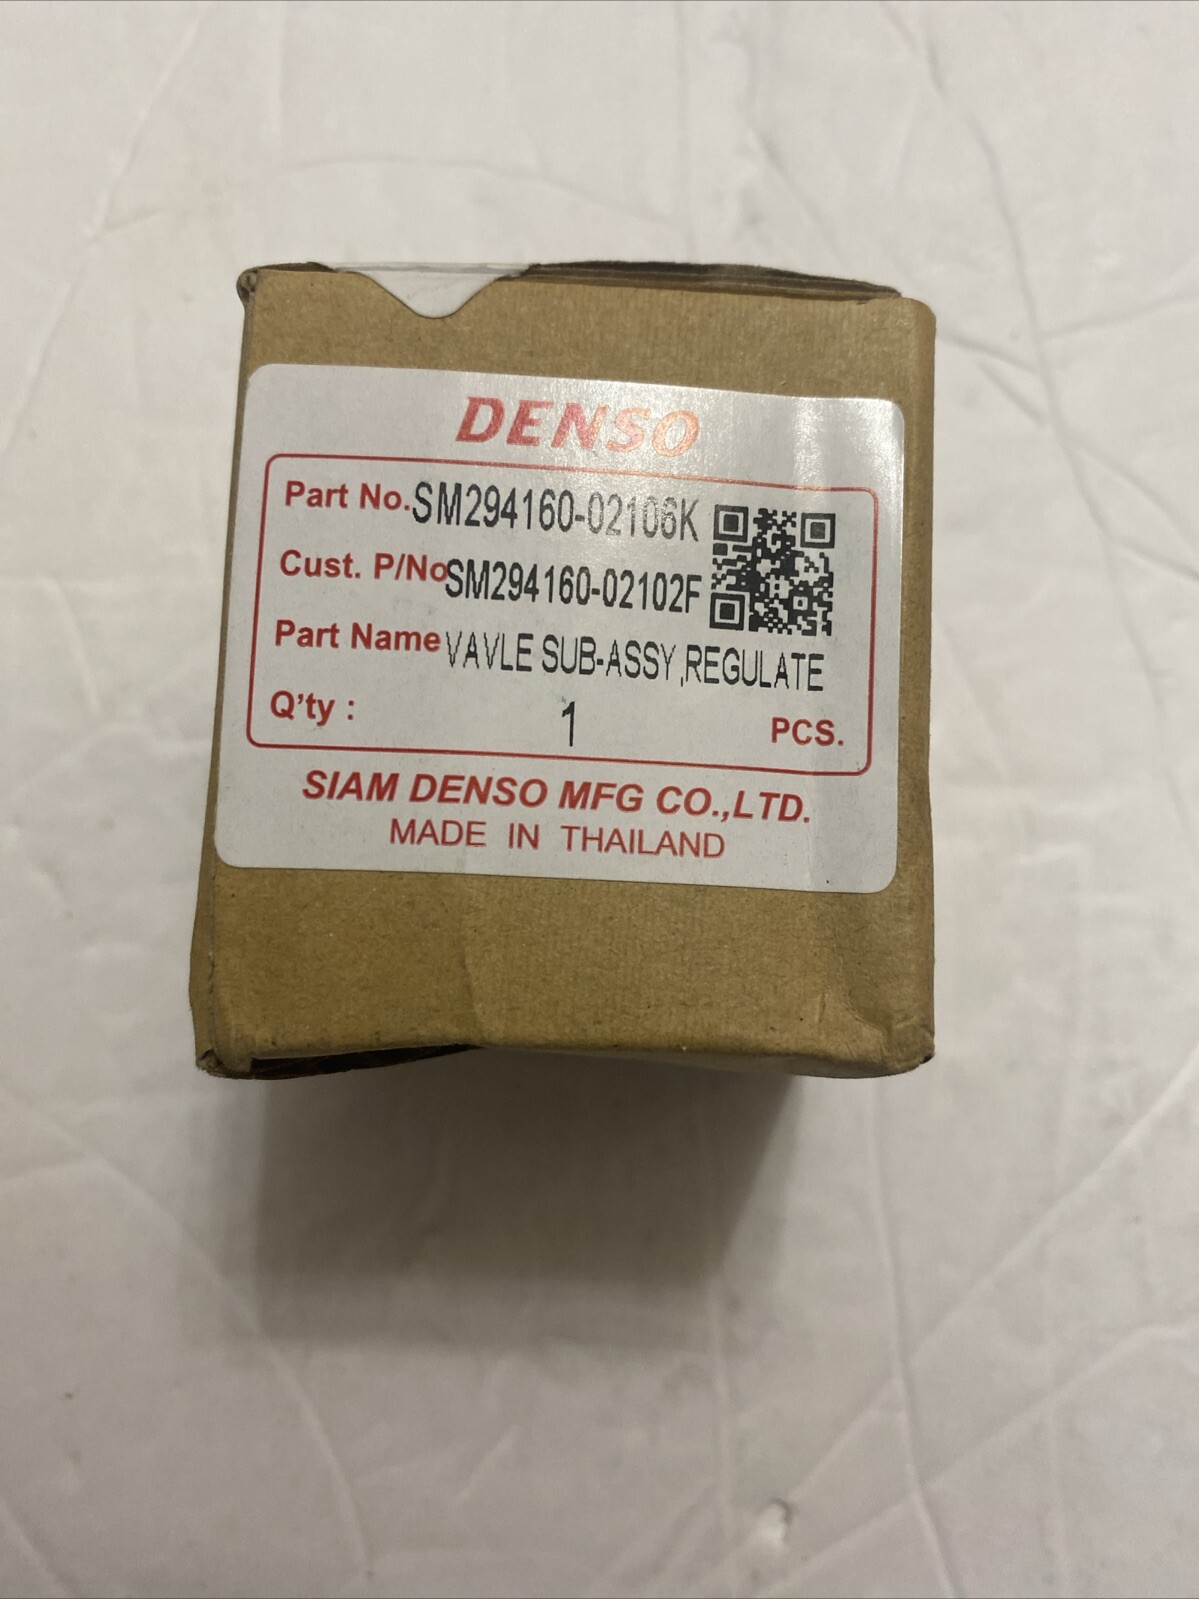 DENSO
Part No. SM294160-02106K
Cust. P/No SM294160-02102F
Part Name VAVLE SUB-ASSY,REGULATE
Q'ty : 1 PCS.
SIAM DENSO MFG CO.,LTD.
MADE IN THAILAND